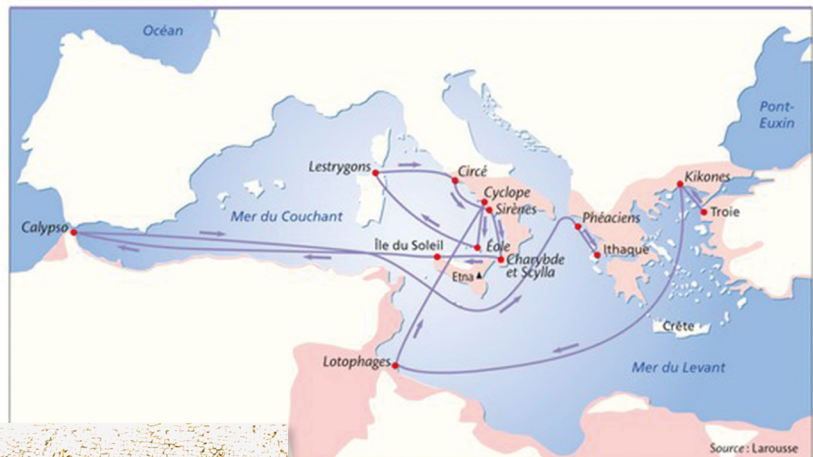 Océan
Pont-
Euxin
Lestrygons
Circé
Kikones
Cyclope
Sirènes
Mer du Couchant
Phéaciens
Troie
Calypso
Île du Soleil
Éole
Ithaque
Charybde
et Scylla
Etna
Crête
Lotophages
Mer du Levant
Source : Larousse